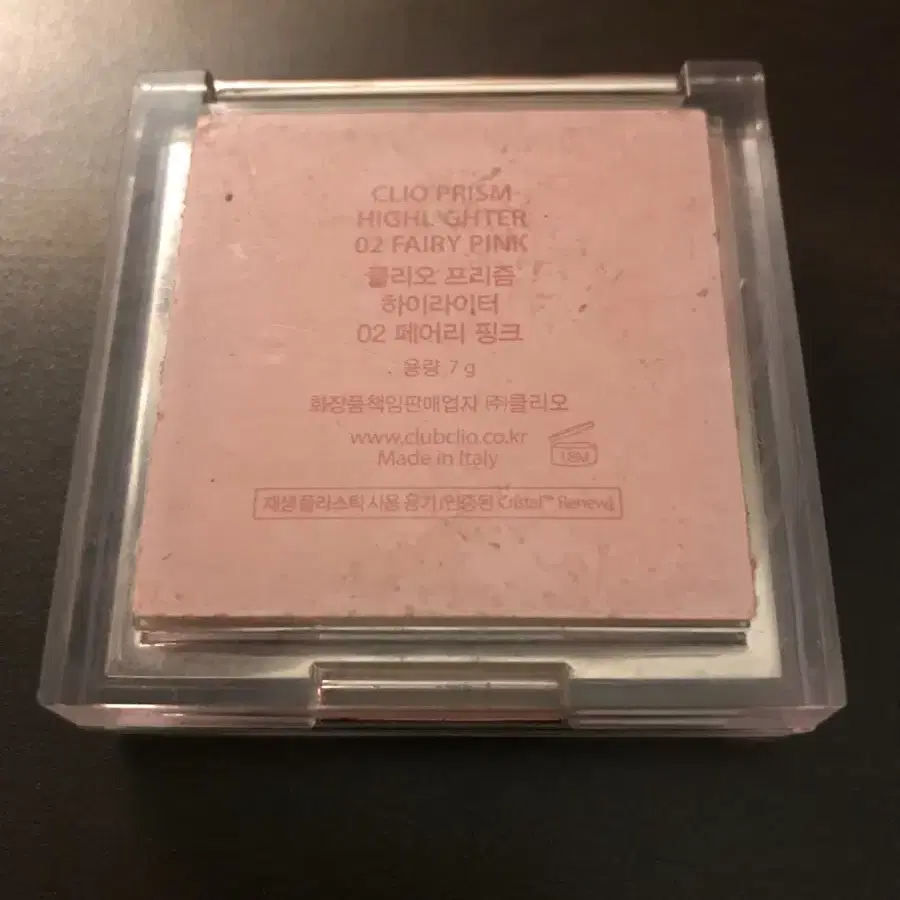 CLIO PRISM
HIGHLIGHTER
02 FAIRY PINK
클리오 프리즘
하이라이터
02 페어리 핑크
용량 7 g
화장품책임판매업자 ㈜클리오
www.clubclio.co.kr
Made in Italy
18M
재생 플라스틱 사용 용기 (인증된 Cristal™ Renew)